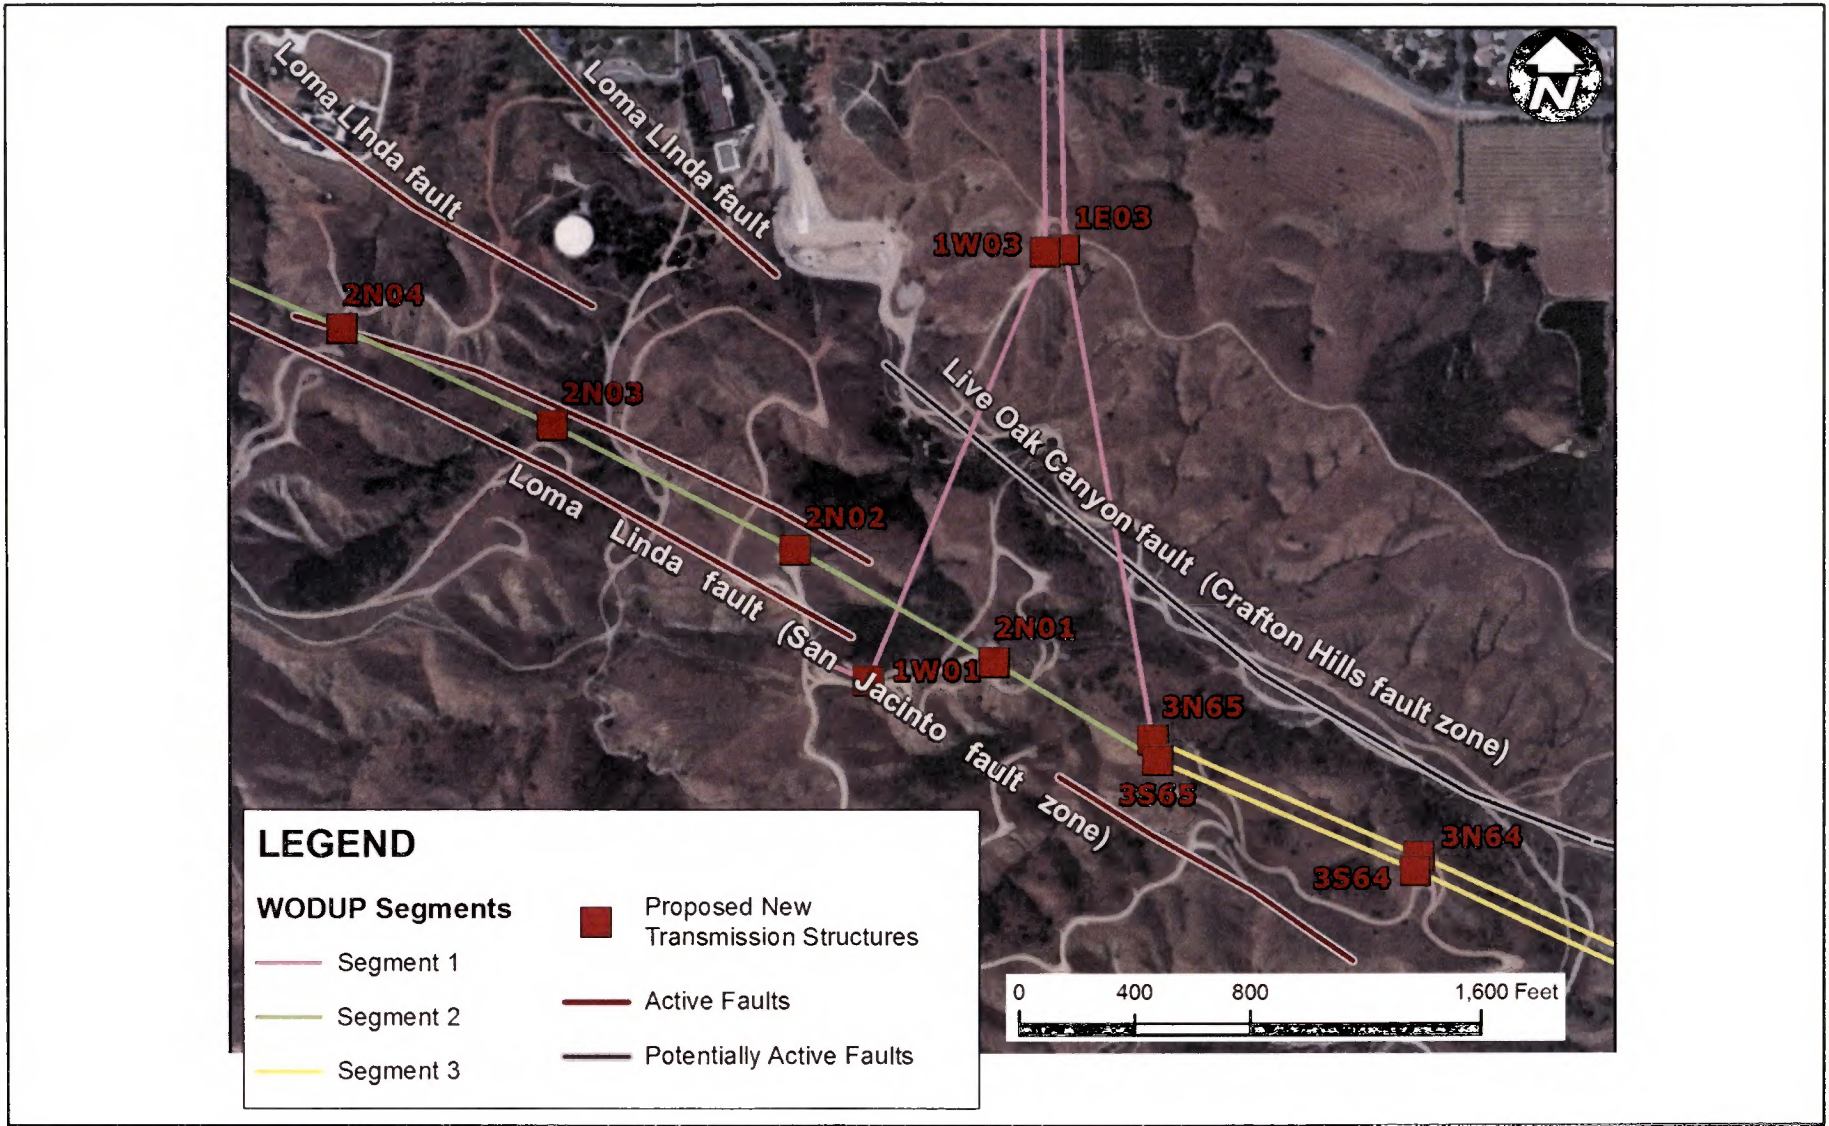 Loma LInda fault
Loma LInda fault
N
1E03
1W03
2N04
Live Oak Canyon fault (Crafton Hills fault zone)
2N03
Loma Linda fault (San Jacinto fault zone)
2N02
2N01
1W01
3N65
3S65
3N64
3S64
LEGEND
WODUP Segments
Segment 1
Segment 2
Segment 3
Proposed New
Transmission Structures
Active Faults
Potentially Active Faults
0 400 800 1,600 Feet